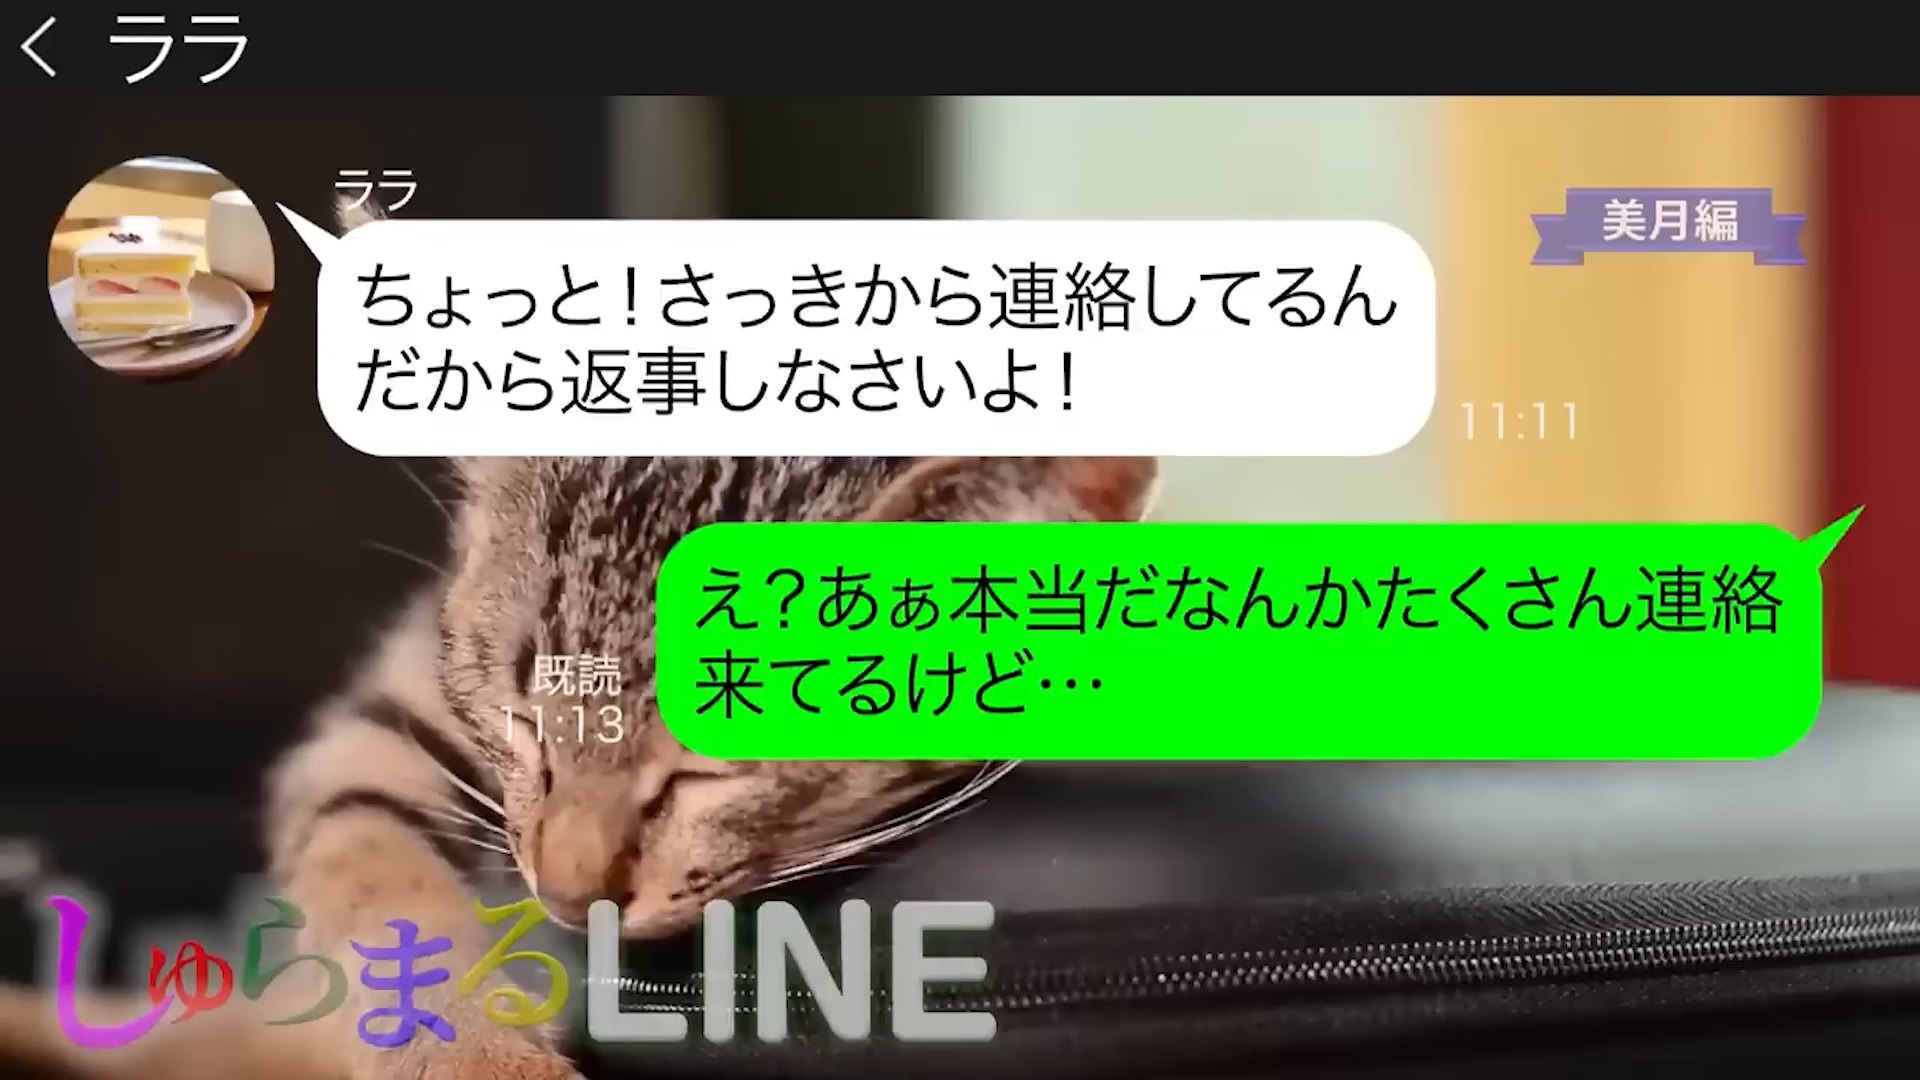 ララ
ララ
美月編
ちょっと!さっきから連絡してるん
だから返事しなさいよ!
11:11
え?あぁ本当だなんかたくさん連絡
来てるけど…
既読
11:13
しゅらまるLINE